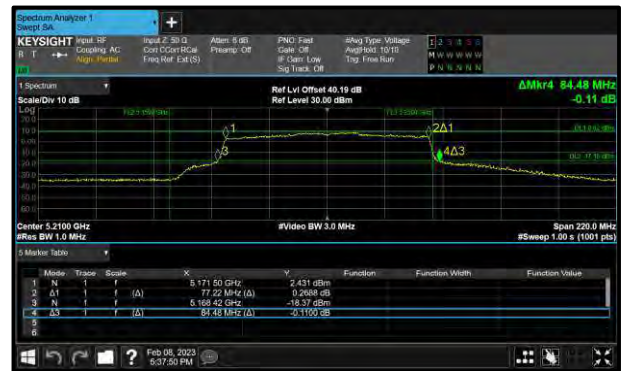 Spectrum Analyzer 1
Swept SA
KEYSIGHT Input: RF Input Z: 50 Ω Atten: 6 dB PNO: Fast #Avg Type: Voltage 1 2 3 4 5 6
R T Coupling: AC Corr CCorr RCal Preamp: Off Gate: Off Avg|Hold: 10/10 M W W W W W
Align: Partial Freq Ref: Ext (S) IF Gain: Low Trig: Free Run P N N N N N
Sig Track: Off
1 Spectrum Ref Lvl Offset 40.19 dB ΔMkr4 84.48 MHz
Scale/Div 10 dB Ref Level 30.00 dBm -0.11 dB
Log
1
2Δ1
3
4Δ3
Center 5.2100 GHz #Video BW 3.0 MHz Span 220.0 MHz
#Res BW 1.0 MHz #Sweep 1.00 s (1001 pts)
5 Marker Table
Mode Trace Scale X Y Function Function Width Function Value
1 N 1 f 5.171 50 GHz 2.431 dBm
2 Δ1 1 f (Δ) 77.22 MHz (Δ) 0.2688 dB
3 N 1 f 5.168 42 GHz -18.37 dBm
4 Δ3 1 f (Δ) 84.48 MHz (Δ) -0.1100 dB
5
6
? Feb 08, 2023
5:37:50 PM